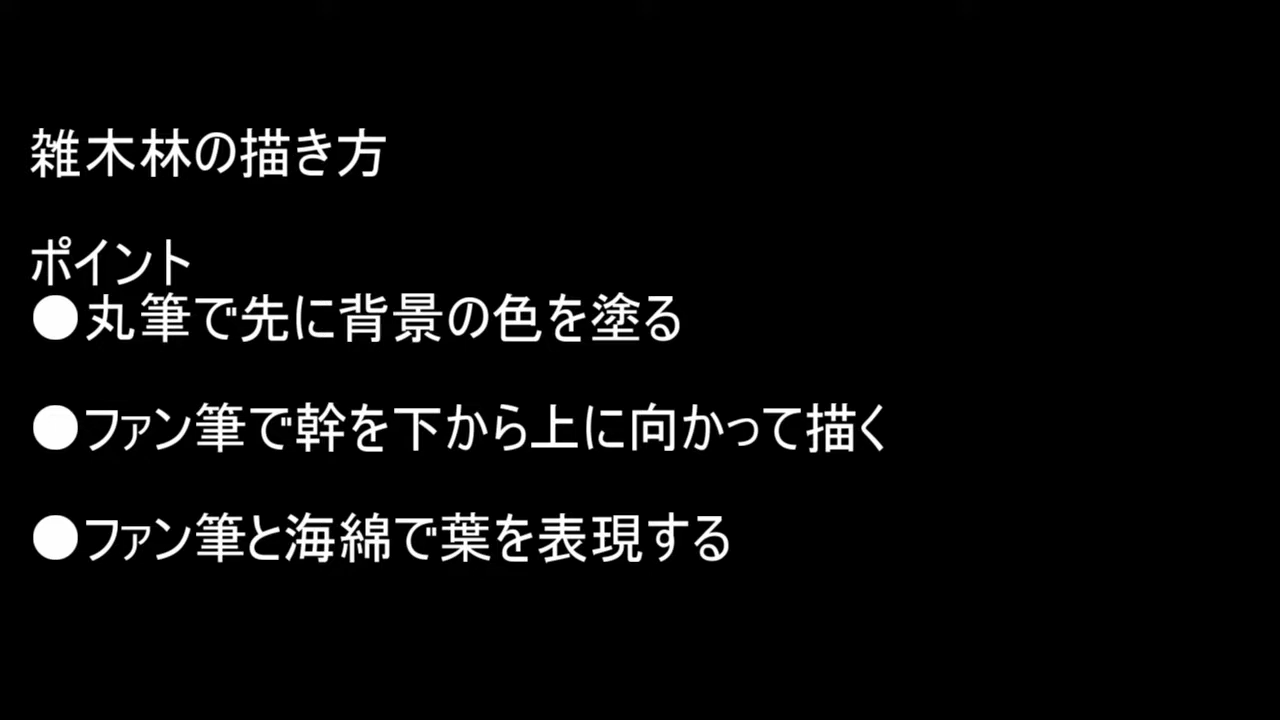 雑木林の描き方
ポイント
●丸筆で先に背景の色を塗る
●ファン筆で幹を下から上に向かって描く
●ファン筆と海綿で葉を表現する